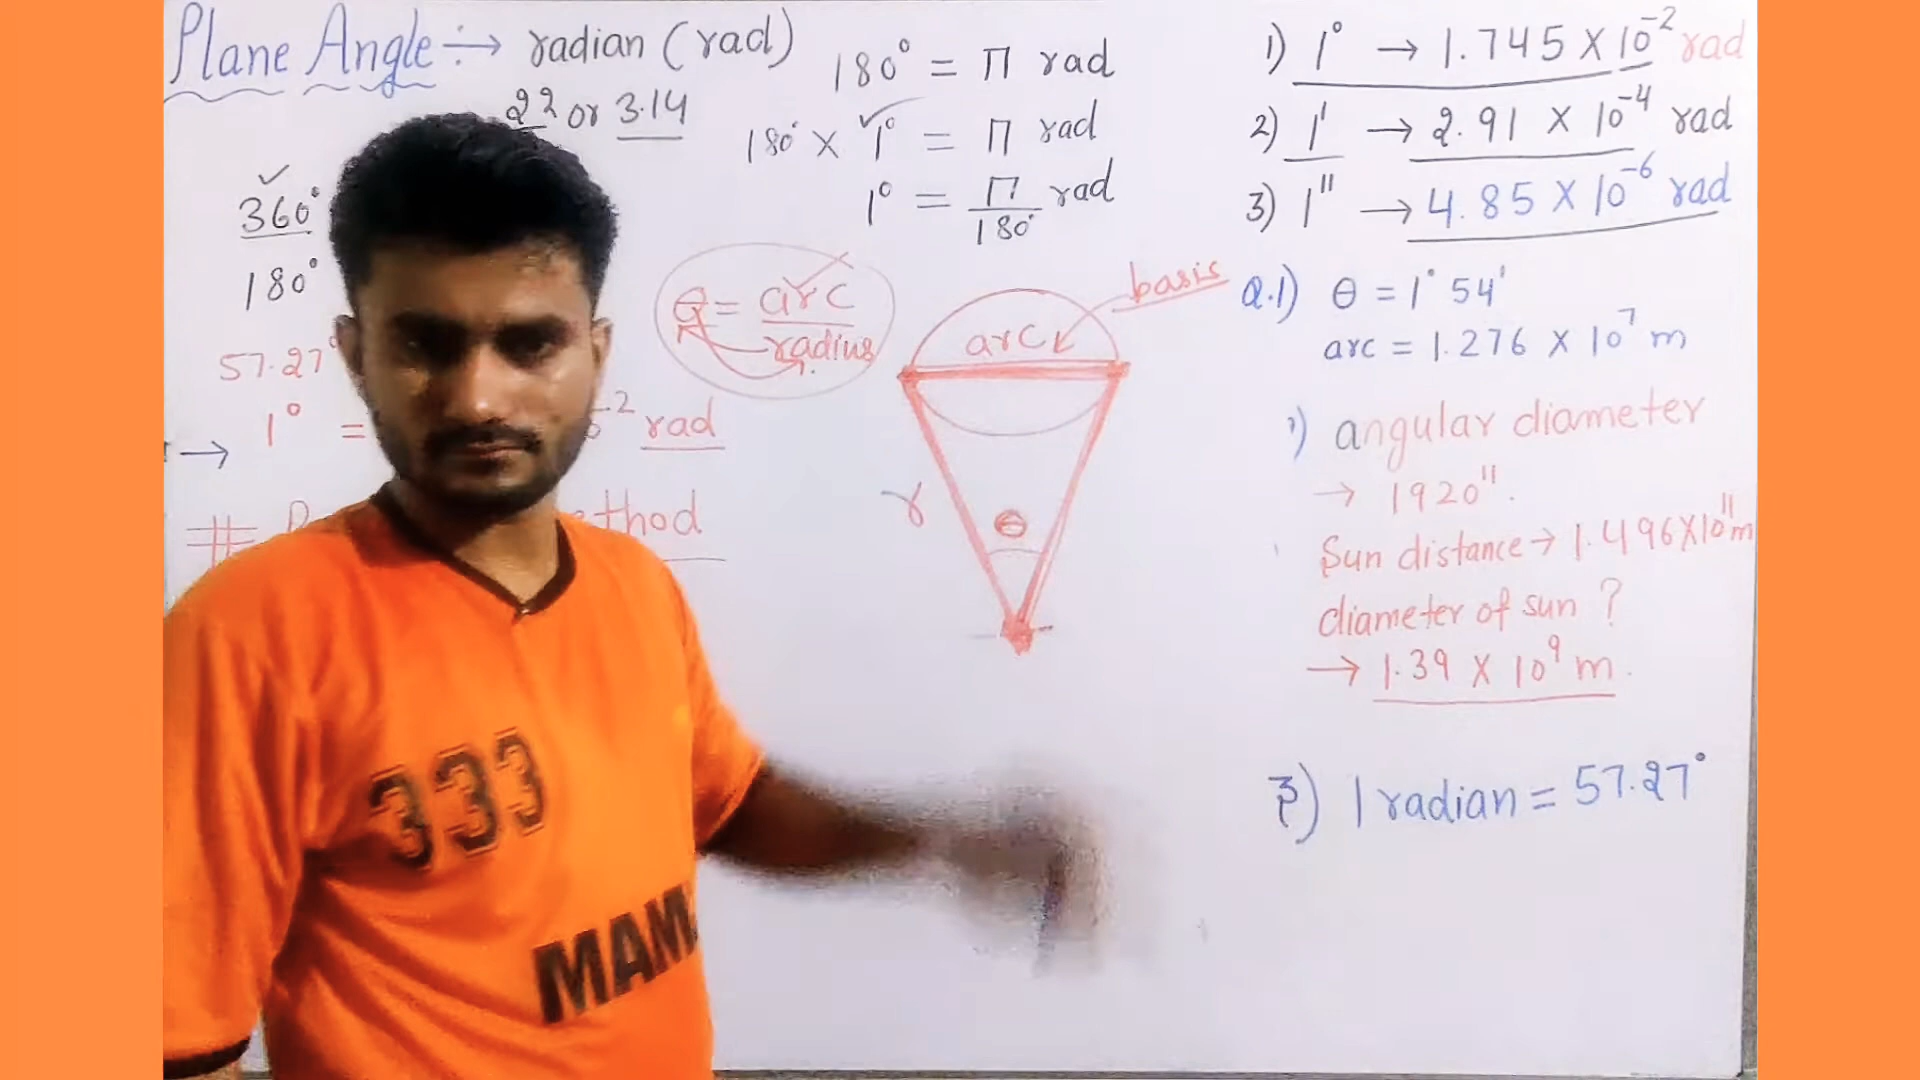 Plane Angle :→ radian (rad)
22 or 3.14
360°
180°
57.27°
→ 1° =
-2 rad
#
thod
180° = Π rad
180° × 1° = Π rad
1° = Π/180° rad
θ = arc/radius
basis
arc
r
θ
1) 1° → 1.745 × 10⁻² rad
2) 1' → 2.91 × 10⁻⁴ rad
3) 1" → 4.85 × 10⁻⁶ rad
Q.1) θ = 1° 54'
arc = 1.276 × 10⁷ m
angular diameter
→ 1920".
Sun distance → 1.496×10¹¹m
diameter of sun ?
→ 1.39 × 10⁹ m.
1 radian = 57.27°
333
MAM